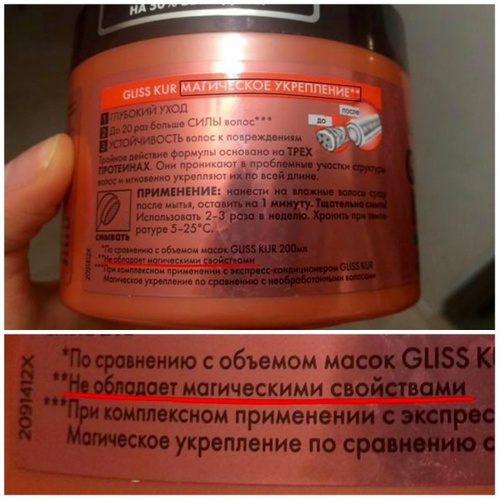 НА 50% Б
GLISS KUR МАГИЧЕСКОЕ УКРЕПЛЕНИЕ**
1 ГЛУБОКИЙ УХОД
2 До 20 раз больше СИЛЫ волос***
3 УСТОЙЧИВОСТЬ волос к повреждениям
до
после
Тройное действие формулы основано на ТРЕХ
ПРОТЕИНАХ. Они проникают в проблемные участки структуры
волос и мгновенно укрепляют их по всей длине.
ПРИМЕНЕНИЕ: нанести на влажные волосы сразу
после мытья, оставить на 1 минуту. Тщательно смыть.
Использовать 2-3 раза в неделю. Хранить при темпе-
ратуре 5-25°С.
СМЫВАТЬ
*По сравнению с объемом масок GLISS KUR 200мл
**Не обладает магическими свойствами
***При комплексном применении с экспресс-кондиционером GLISS KUR
Магическое укрепление по сравнению с необработанными волосами
2091412X
*По сравнению с объемом масок GLISS K
**Не обладает магическими свойствами
***При комплексном применении с экспрес
Магическое укрепление по сравнению с
2091412X